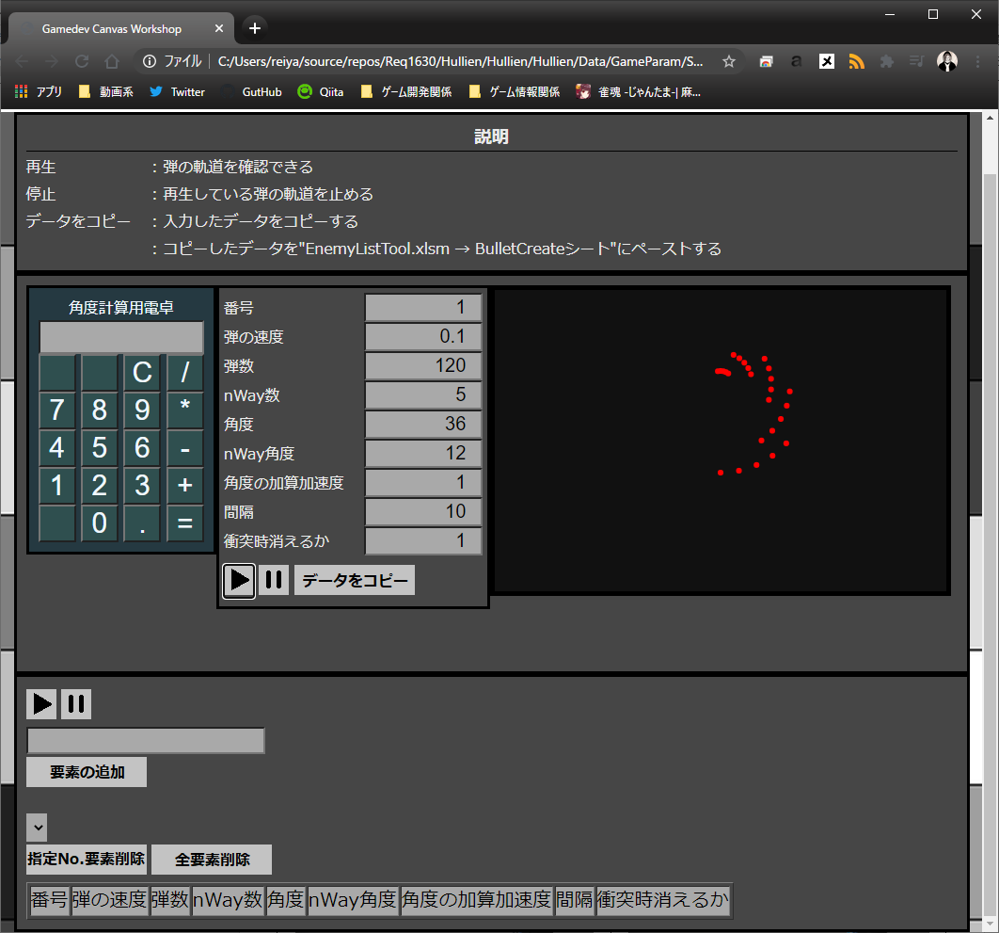 Gamedev Canvas Workshop
ファイル | C:/Users/reiya/source/repos/Req1630/Hullien/Hullien/Hullien/Data/GameParam/S...
アプリ 動画系 Twitter GutHub Qiita ゲーム開発関係 ゲーム情報関係 雀魂 -じゃんたま-| 麻...
説明
再生 : 弾の軌道を確認できる
停止 : 再生している弾の軌道を止める
データをコピー : 入力したデータをコピーする
: コピーしたデータを"EnemyListTool.xlsm → BulletCreateシート"にペーストする
角度計算用電卓
C /
7 8 9 *
4 5 6 -
1 2 3 +
0 . =
番号 1
弾の速度 0.1
弾数 120
nWay数 5
角度 36
nWay角度 12
角度の加算加速度 1
間隔 10
衝突時消えるか 1
データをコピー
要素の追加
指定No.要素削除 全要素削除
番号 弾の速度 弾数 nWay数 角度 nWay角度 角度の加算加速度 間隔 衝突時消えるか